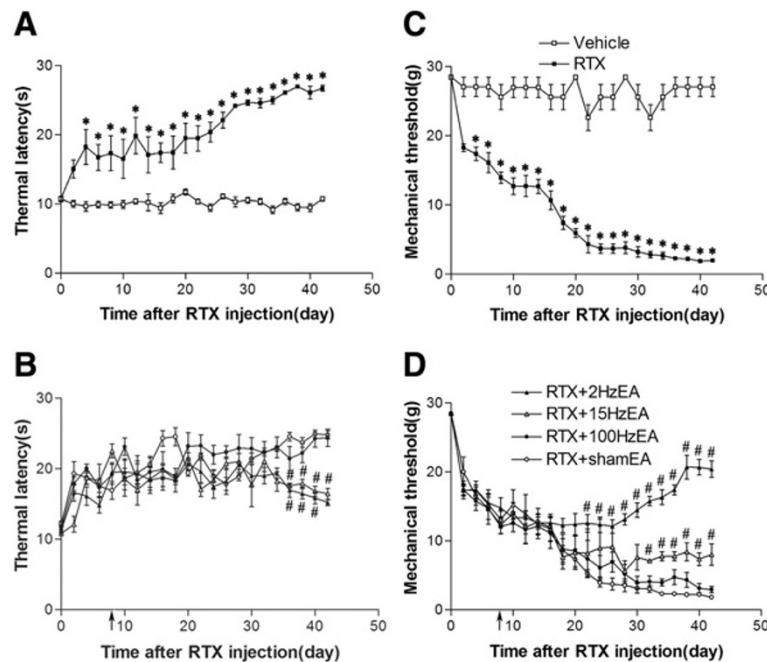 A
Thermal latency(s)
30
20
10
0
0 10 20 30 40 50
Time after RTX injection(day)
* * * * * * * * * * * * * * * * * * * *
C
Vehicle
RTX
Mechanical threshold(g)
30
20
10
0
0 10 20 30 40 50
Time after RTX injection(day)
* * * * * * * * * * * * * * * * * * * *
B
Thermal latency(s)
30
20
10
0
0 10 20 30 40 50
Time after RTX injection(day)
# # # #
# # # #
D
RTX+2HzEA
RTX+15HzEA
RTX+100HzEA
RTX+shamEA
Mechanical threshold(g)
30
20
10
0
0 10 20 30 40 50
Time after RTX injection(day)
# # # # # # # # # # #
# # # # # #